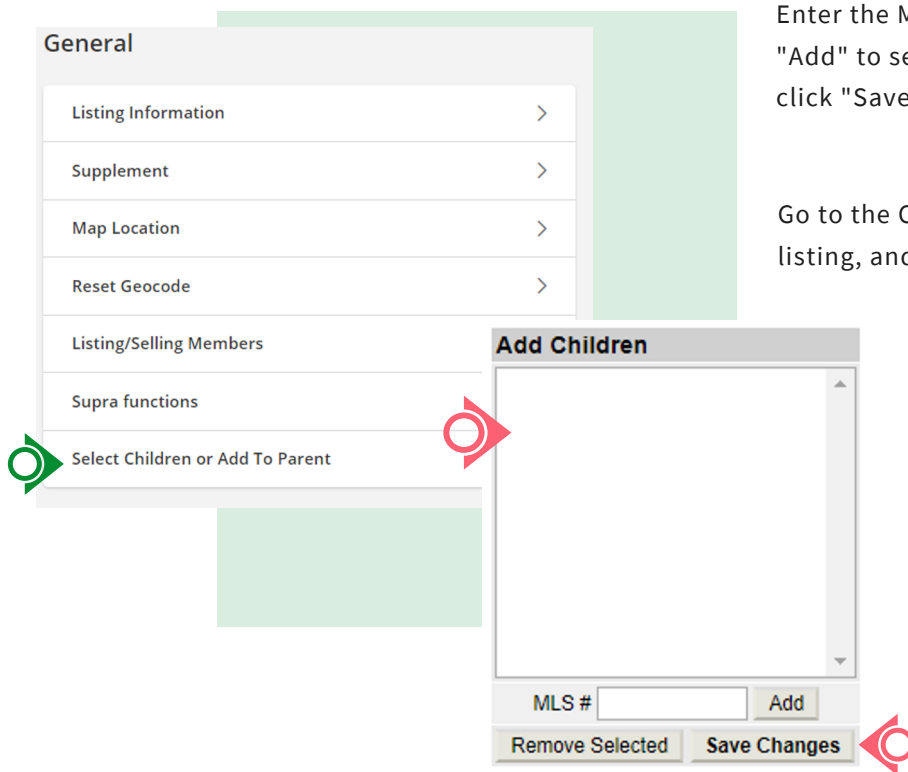 General
Listing Information
Supplement
Map Location
Reset Geocode
Listing/Selling Members
Supra functions
Select Children or Add To Parent
Enter the
"Add" to
click "Save
Go to the
listing, and
Add Children
MLS # Add
Remove Selected Save Changes